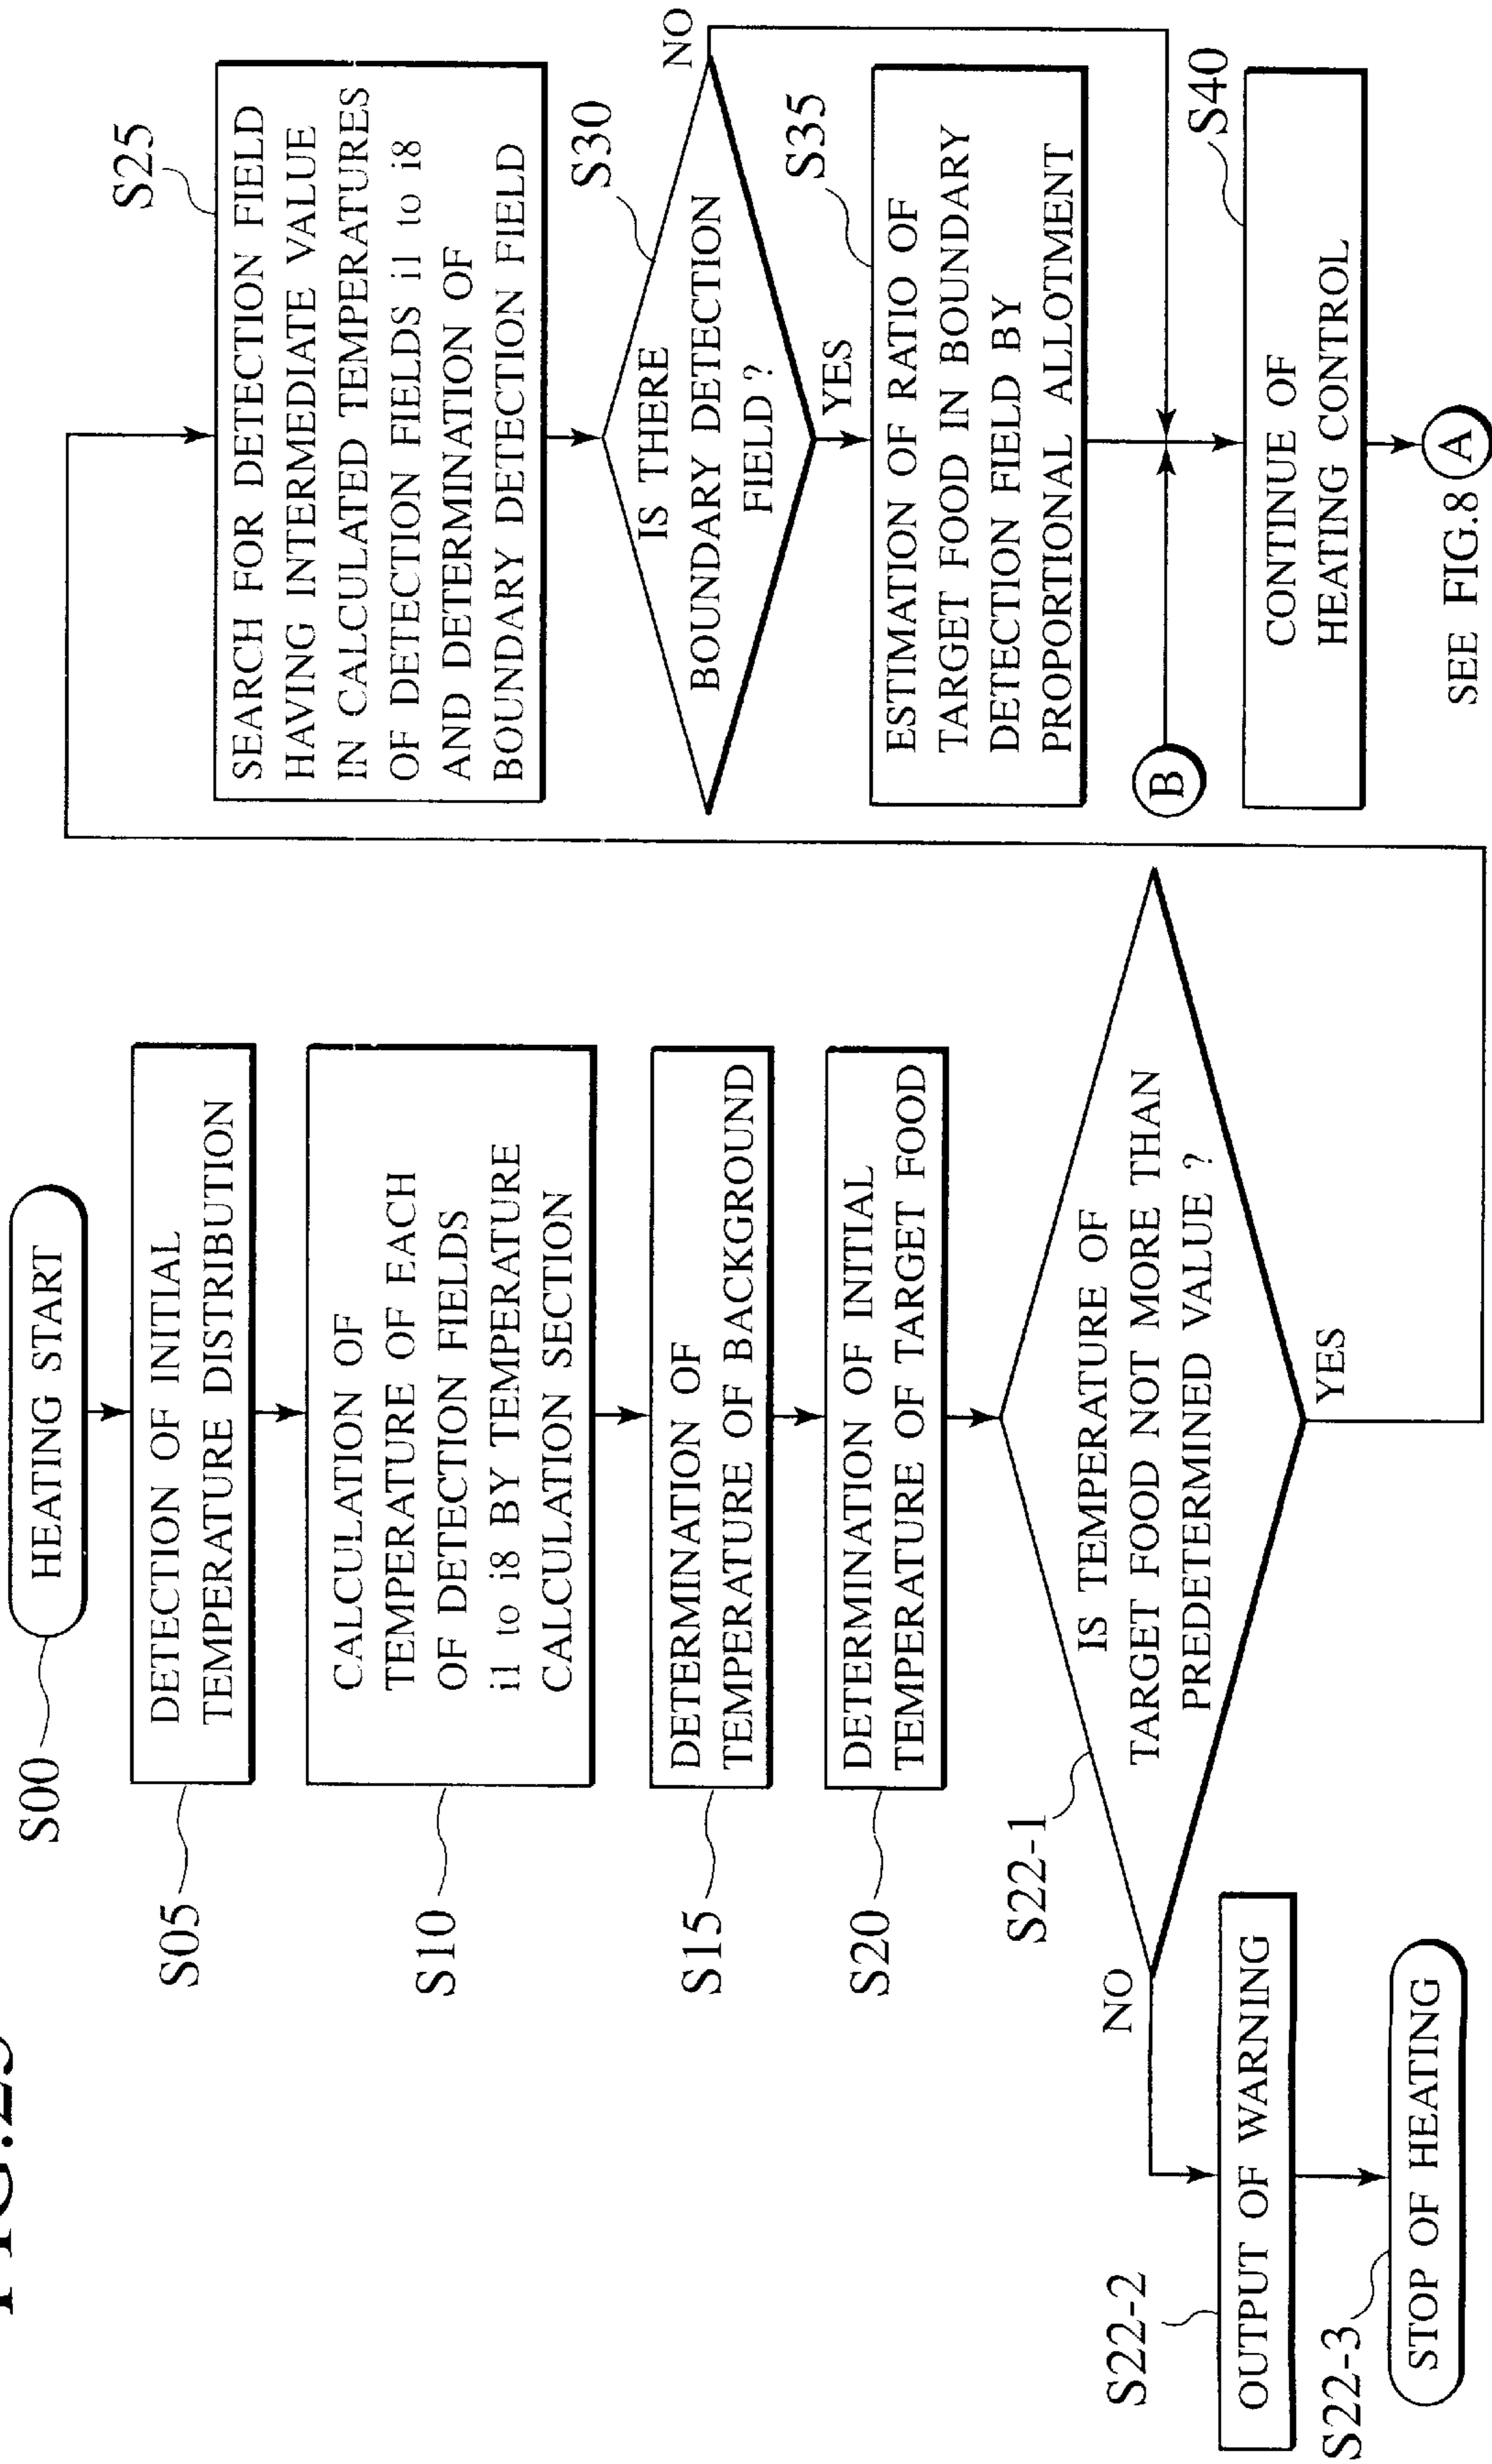 S00
HEATING START
S05
DETECTION OF INITIAL
TEMPERATURE DISTRIBUTION
S10
CALCULATION OF
TEMPERATURE OF EACH
OF DETECTION FIELDS
i1 to i8 BY TEMPERATURE
CALCULATION SECTION
S15
DETERMINATION OF
TEMPERATURE OF BACKGROUND
S20
DETERMINATION OF INITIAL
TEMPERATURE OF TARGET FOOD
S22-1
IS TEMPERATURE OF
TARGET FOOD NOT MORE THAN
PREDETERMINED VALUE ?
NO
YES
S22-2
OUTPUT OF WARNING
S22-3
STOP OF HEATING
S25
SEARCH FOR DETECTION FIELD
HAVING INTERMEDIATE VALUE
IN CALCULATED TEMPERATURES
OF DETECTION FIELDS i1 to i8
AND DETERMINATION OF
BOUNDARY DETECTION FIELD
S30
IS THERE
BOUNDARY DETECTION
FIELD ?
NO
YES
S35
ESTIMATION OF RATIO OF
TARGET FOOD IN BOUNDARY
DETECTION FIELD BY
PROPORTIONAL ALLOTMENT
B
S40
CONTINUE OF
HEATING CONTROL
SEE FIG.8 A